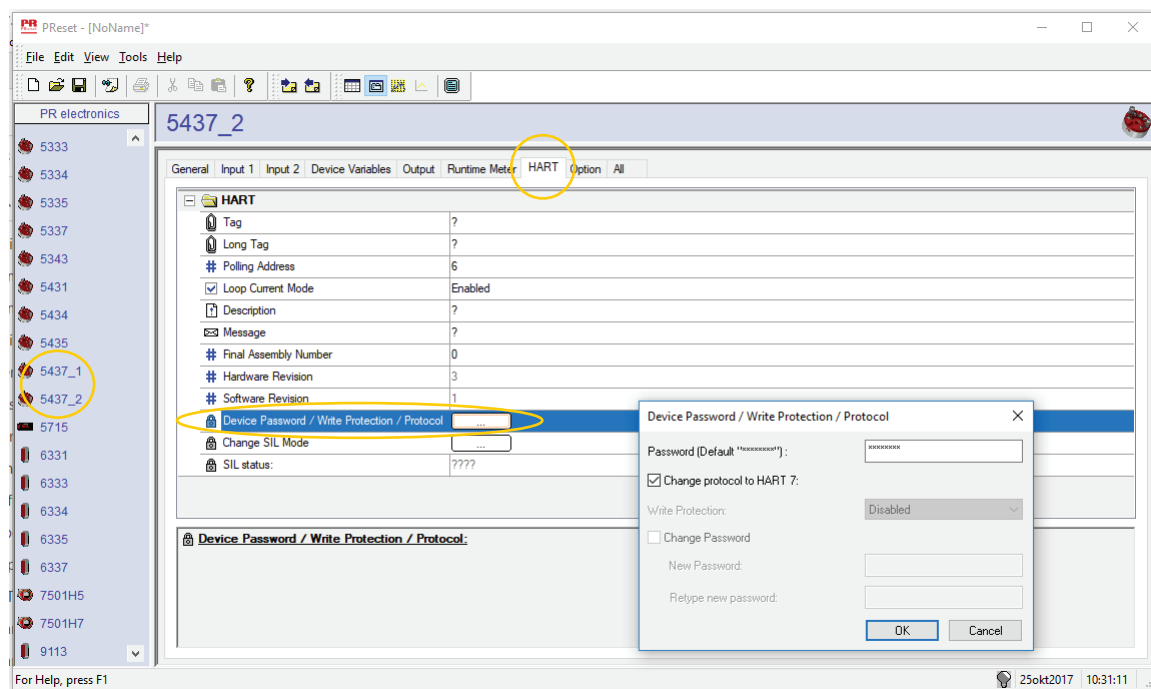 PR PReset - [NoName]*
File Edit View Tools Help
PR electronics
5333
5334
5335
5337
5343
5431
5434
5435
5437_1
5437_2
5715
6331
6333
6334
6335
6337
7501H5
7501H7
9113
5437_2
General Input 1 Input 2 Device Variables Output Runtime Meter HART Option All
HART
Tag ?
Long Tag ?
# Polling Address 6
Loop Current Mode Enabled
Description ?
Message ?
# Final Assembly Number 0
# Hardware Revision 3
# Software Revision 1
Device Password / Write Protection / Protocol ...
Change SIL Mode ...
SIL status: ????
Device Password / Write Protection / Protocol:
Device Password / Write Protection / Protocol
Password (Default "********") : ********
Change protocol to HART 7:
Write Protection: Disabled
Change Password
New Password:
Retype new password:
OK Cancel
For Help, press F1 25okt2017 10:31:11